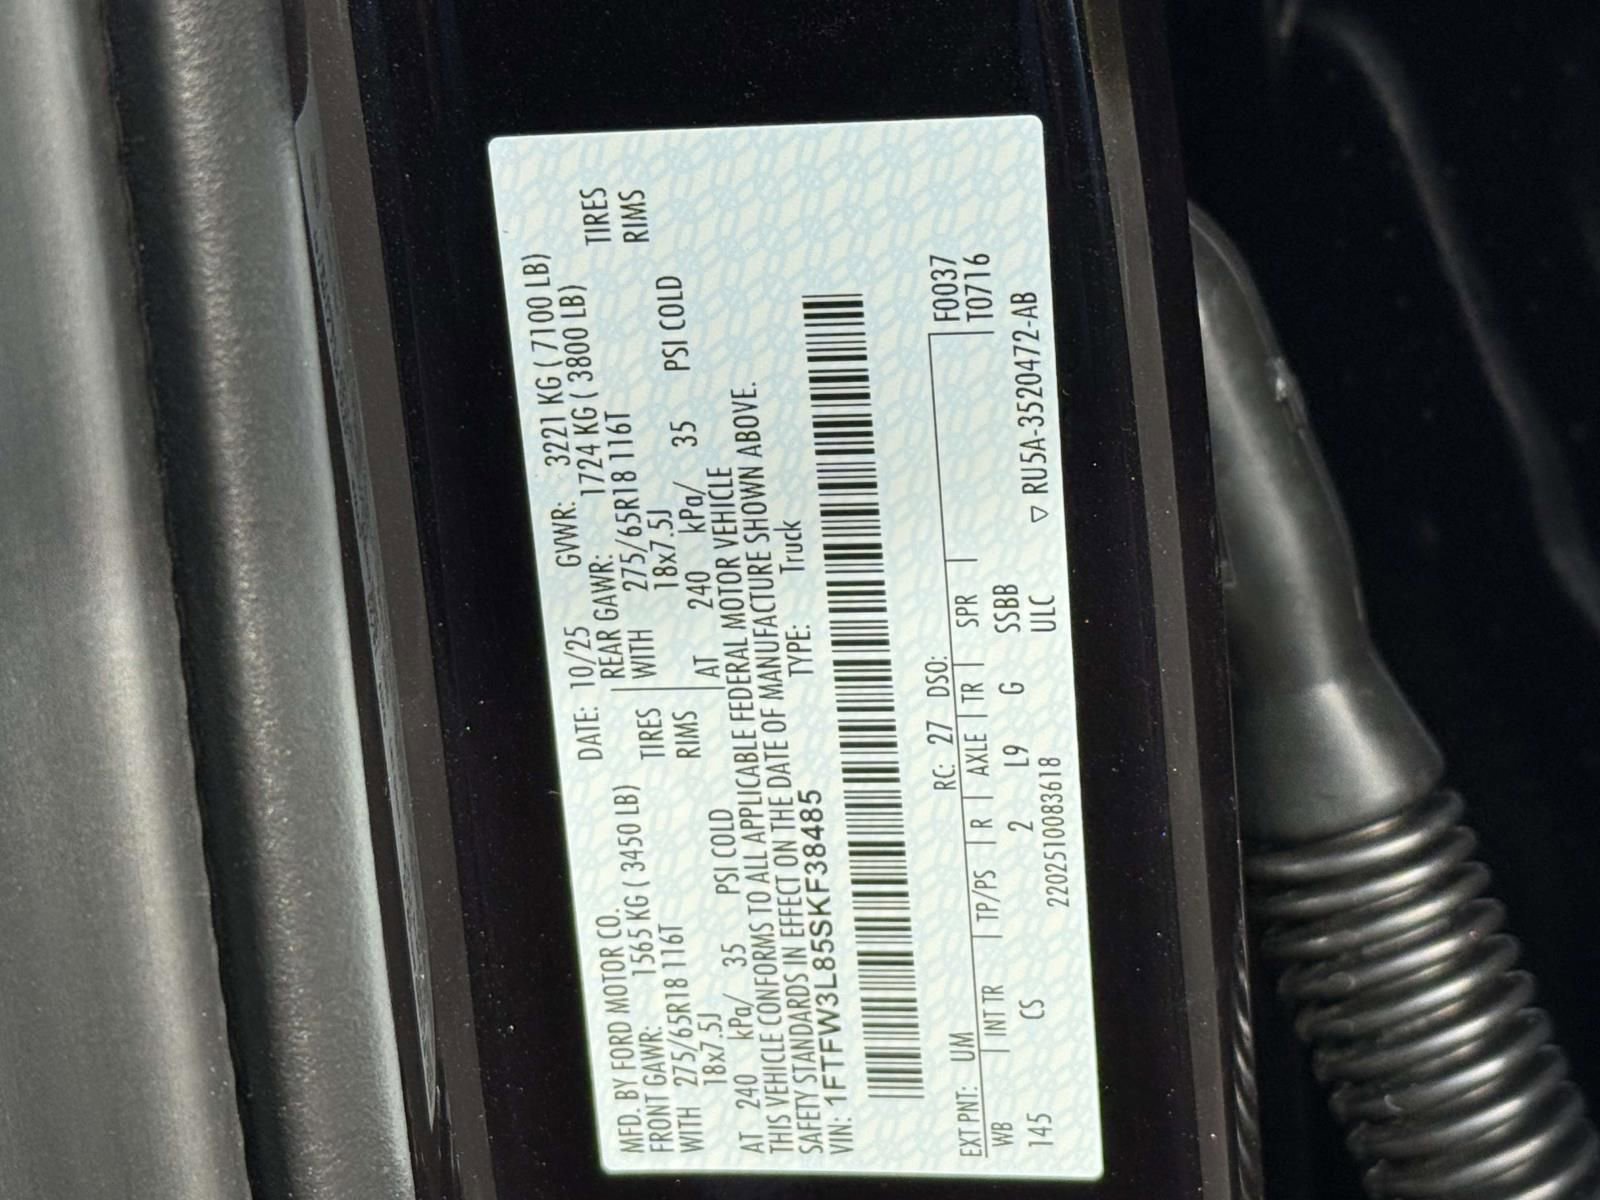 MFD. BY FORD MOTOR CO.
DATE: 10/25 GVWR: 3221 KG ( 7100 LB)
FRONT GAWR: 1565 KG ( 3450 LB) REAR GAWR: 1724 KG ( 3800 LB)
WITH 275/65R18 116T TIRES WITH 275/65R18 116T TIRES
18x7.5J RIMS 18x7.5J RIMS
AT 240 kPa/ 35 PSI COLD AT 240 kPa/ 35 PSI COLD
THIS VEHICLE CONFORMS TO ALL APPLICABLE FEDERAL MOTOR VEHICLE
SAFETY STANDARDS IN EFFECT ON THE DATE OF MANUFACTURE SHOWN ABOVE.
VIN: 1FTFW3L85SKF38485 TYPE: Truck
EXT PNT: UM RC: 27 DSO: F0037
WB INT TR TP/PS R AXLE TR SPR T0716
145 CS 2 L9 G SSBB
2202510083618 ULC ▽ RU5A-3520472-AB